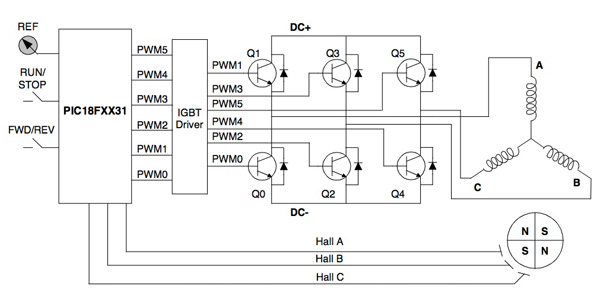 REF
RUN/
STOP
FWD/REV
PIC18FXX31
PWM5
PWM4
PWM3
PWM2
PWM1
PWM0
IGBT
Driver
PWM1
PWM3
PWM5
PWM4
PWM2
PWM0
DC+
Q1
Q3
Q5
Q0
Q2
Q4
DC-
A
C
B
N S
S N
Hall A
Hall B
Hall C